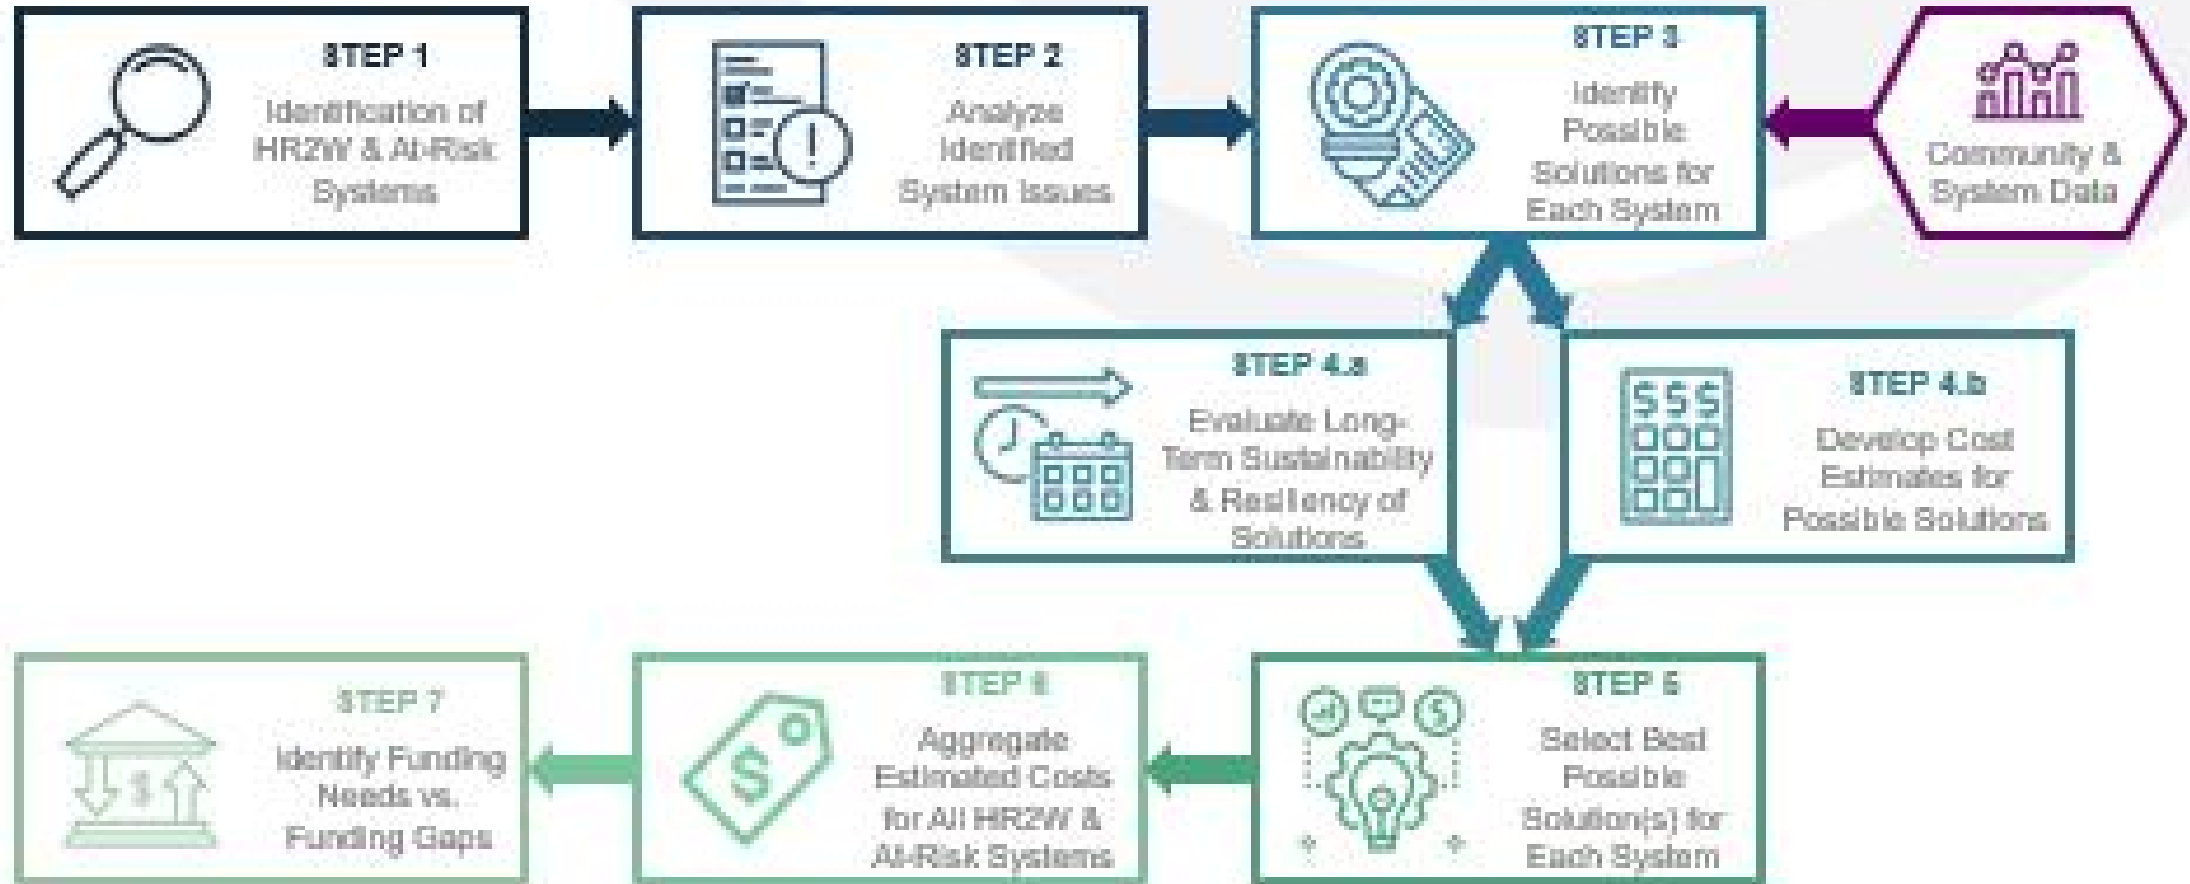 STEP 1
Identification of
HR2W & At-Risk
Systems
STEP 2
Analyze
Identified
System Issues
STEP 3
Identify
Possible
Solutions for
Each System
Community &
System Data
STEP 4.a
Evaluate Long-
Term Sustainability
& Resiliency of
Solutions
$ $ $
STEP 4.b
Develop Cost
Estimates for
Possible Solutions
STEP 7
$
Identify Funding
Needs vs.
Funding Gaps
STEP 6
$
Aggregate
Estimated Costs
for All HR2W &
At-Risk Systems
STEP 5
$
Select Best
Possible
Solution(s) for
Each System